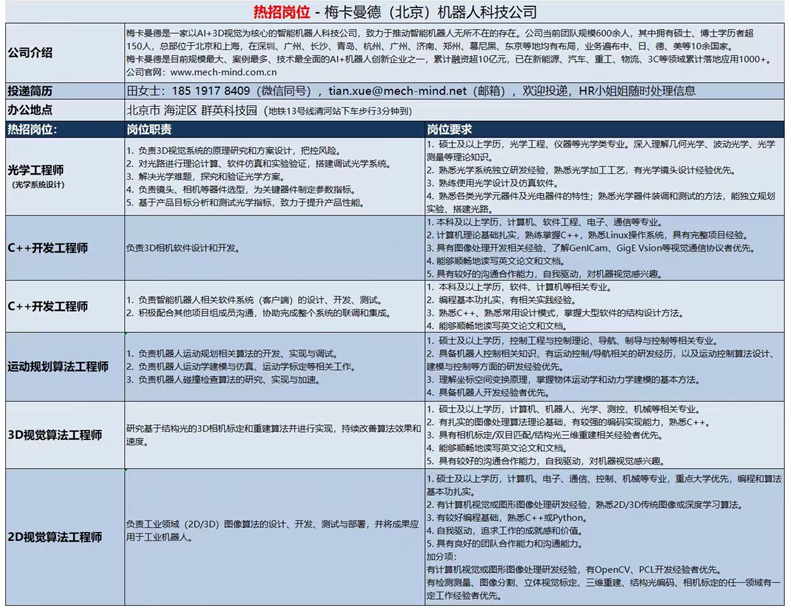 热招岗位 - 梅卡曼德（北京）机器人科技公司
公司介绍
梅卡曼德是一家以AI+3D视觉为核心的智能机器人科技公司，致力于推动智能机器人无所不在的存在。公司当前团队规模600余人，其中拥有硕士、博士学历者超
150人，总部位于北京和上海，在深圳、广州、长沙、青岛、杭州、广州、济南、郑州、慕尼黑、东京等地均有布局，业务遍布中、日、德、美等10余国家。
梅卡曼德是目前规模最大、案例最多、技术最全面的AI+机器人创新企业之一，累计融资超10亿元，已在新能源、汽车、重工、物流、3C等领域累计落地应用1000+。
公司官网：www.mech-mind.com.cn
投递简历
田女士：185 1917 8409（微信同号），tian.xue@mech-mind.net（邮箱），欢迎投递，HR小姐姐随时处理信息
办公地点
北京市 海淀区 群英科技园（地铁13号线清河站下车步行3分钟到）
热招岗位：
岗位职责
岗位要求
光学工程师
（光学系统设计）
1. 负责3D视觉系统的原理研究和方案设计，把控风险。
2. 对光路进行理论计算、软件仿真和实验验证，搭建调试光学系统。
3. 解决光学难题，探究和验证光学方案。
4. 负责镜头、相机等器件选型，为关键器件制定参数指标。
5. 基于产品目标分析和测试光学指标，致力于提升产品性能。
1. 硕士及以上学历，光学工程、仪器等光学类专业。深入理解几何光学、波动光学、光学
测量等理论知识。
2. 熟悉光学系统独立研发经验，熟悉光学加工工艺，有光学镜头设计经验优先。
3. 熟练使用光学设计及仿真软件。
4. 熟悉各类光学元器件及光电器件的特性；熟悉光学器件装调和测试的方法，能独立规划
实验、搭建光路。
C++开发工程师
负责3D相机软件设计和开发。
1. 本科及以上学历，计算机、软件工程、电子、通信等专业。
2. 计算机理论基础扎实，熟练掌握C++，熟悉Linux操作系统，具有完整项目经验。
3. 具有图像处理开发相关经验、了解GenICam、GigE Vsion等视觉通信协议者优先。
4. 能够顺畅地读写英文论文和文档。
5. 具有较好的沟通合作能力，自我驱动，对机器视觉感兴趣。
C++开发工程师
1. 负责智能机器人相关软件系统（客户端）的设计、开发、测试。
2. 积极配合其他项目组成员沟通，协助完成整个系统的联调和集成。
1. 本科及以上学历，软件、计算机等相关专业。
2. 编程基本功扎实，有相关实践经验。
3. 熟悉C++、熟悉常用设计模式，掌握大型软件的结构设计方法。
4. 能够顺畅地读写英文论文和文档。
运动规划算法工程师
1. 负责机器人运动规划相关算法的开发、实现与调试。
2. 负责机器人运动学建模与仿真、运动学标定等相关工作。
3. 负责机器人碰撞检查算法的研究、实现与加速。
1. 硕士及以上学历，控制工程与控制理论、导航、制导与控制等相关专业。
2. 具备机器人控制相关知识，有运动控制/导航相关的研发经历，以及运动控制算法设计、
建模与控制等方面的研发经验优先。
3. 理解坐标空间变换原理，掌握物体运动学和动力学建模的基本方法。
4. 具备机器人开发经验者优先。
3D视觉算法工程师
研究基于结构光的3D相机标定和重建算法并进行实现，持续改善算法效果和
速度。
1. 硕士及以上学历，计算机、机器人、光学、测控、机械等相关专业。
2. 有扎实的图像处理算法理论基础，有较强的编码实现能力，熟悉C++。
3. 具有相机标定/双目匹配/结构光三维重建相关经验者优先。
4. 能够顺畅地读写英文论文和文档。
5. 具有较好的沟通合作能力，自我驱动，对机器视觉感兴趣。
2D视觉算法工程师
负责工业领域（2D/3D）图像算法的设计、开发、测试与部署，并将成果应
用于工业机器人。
1. 硕士及以上学历，计算机、电子、通信、控制、机械等专业，重点大学优先，编程和算法
基本功扎实。
2. 有计算机视觉或图形图像处理研发经验，熟悉2D/3D传统图像或深度学习算法。
3. 有较好编程基础，熟悉C++或Python。
4. 自我驱动，追求工作的成就感和价值。
5. 具有良好的团队合作能力和沟通能力。
加分项:
有计算机视觉或图形图像处理研发经验，有OpenCV、PCL开发经验者优先。
有检测测量、图像分割、立体视觉标定、三维重建、结构光编码、相机标定的任一领域有一
定工作经验者优先。